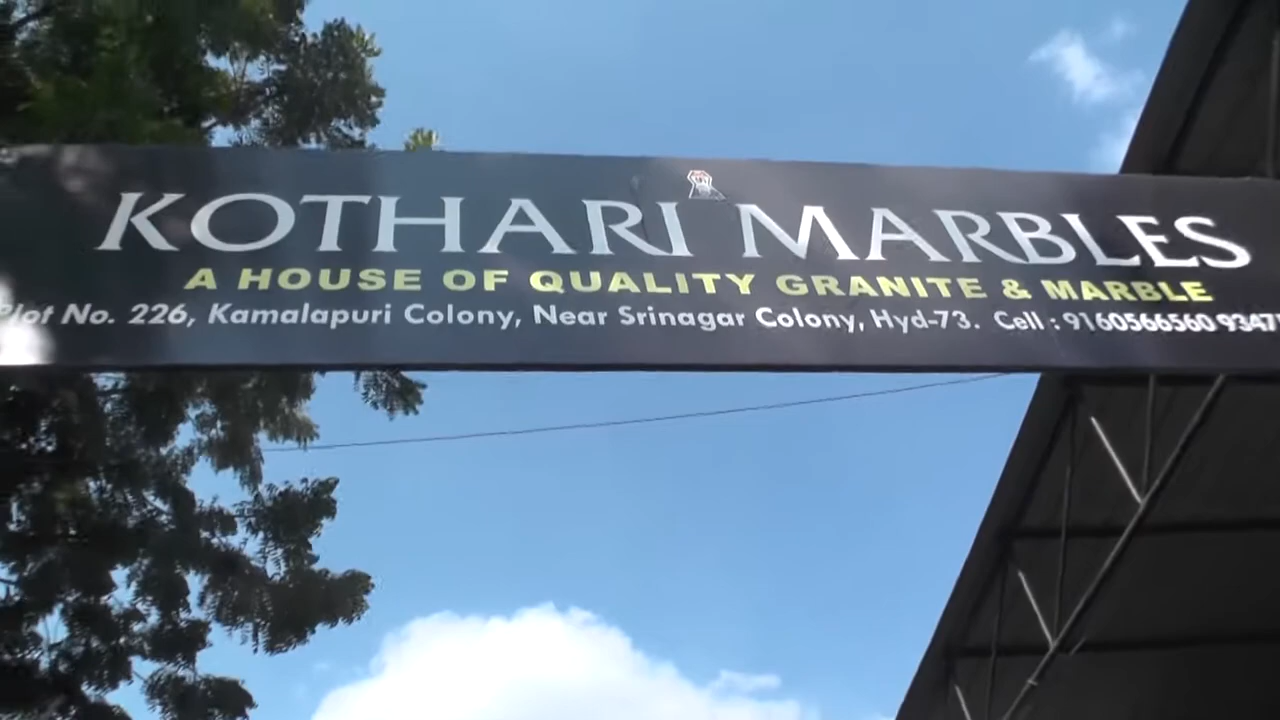 KOTHARI MARBLES
A HOUSE OF QUALITY GRANITE & MARBLE
Plot No. 226, Kamalapuri Colony, Near Srinagar Colony, Hyd-73. Cell : 9160566560